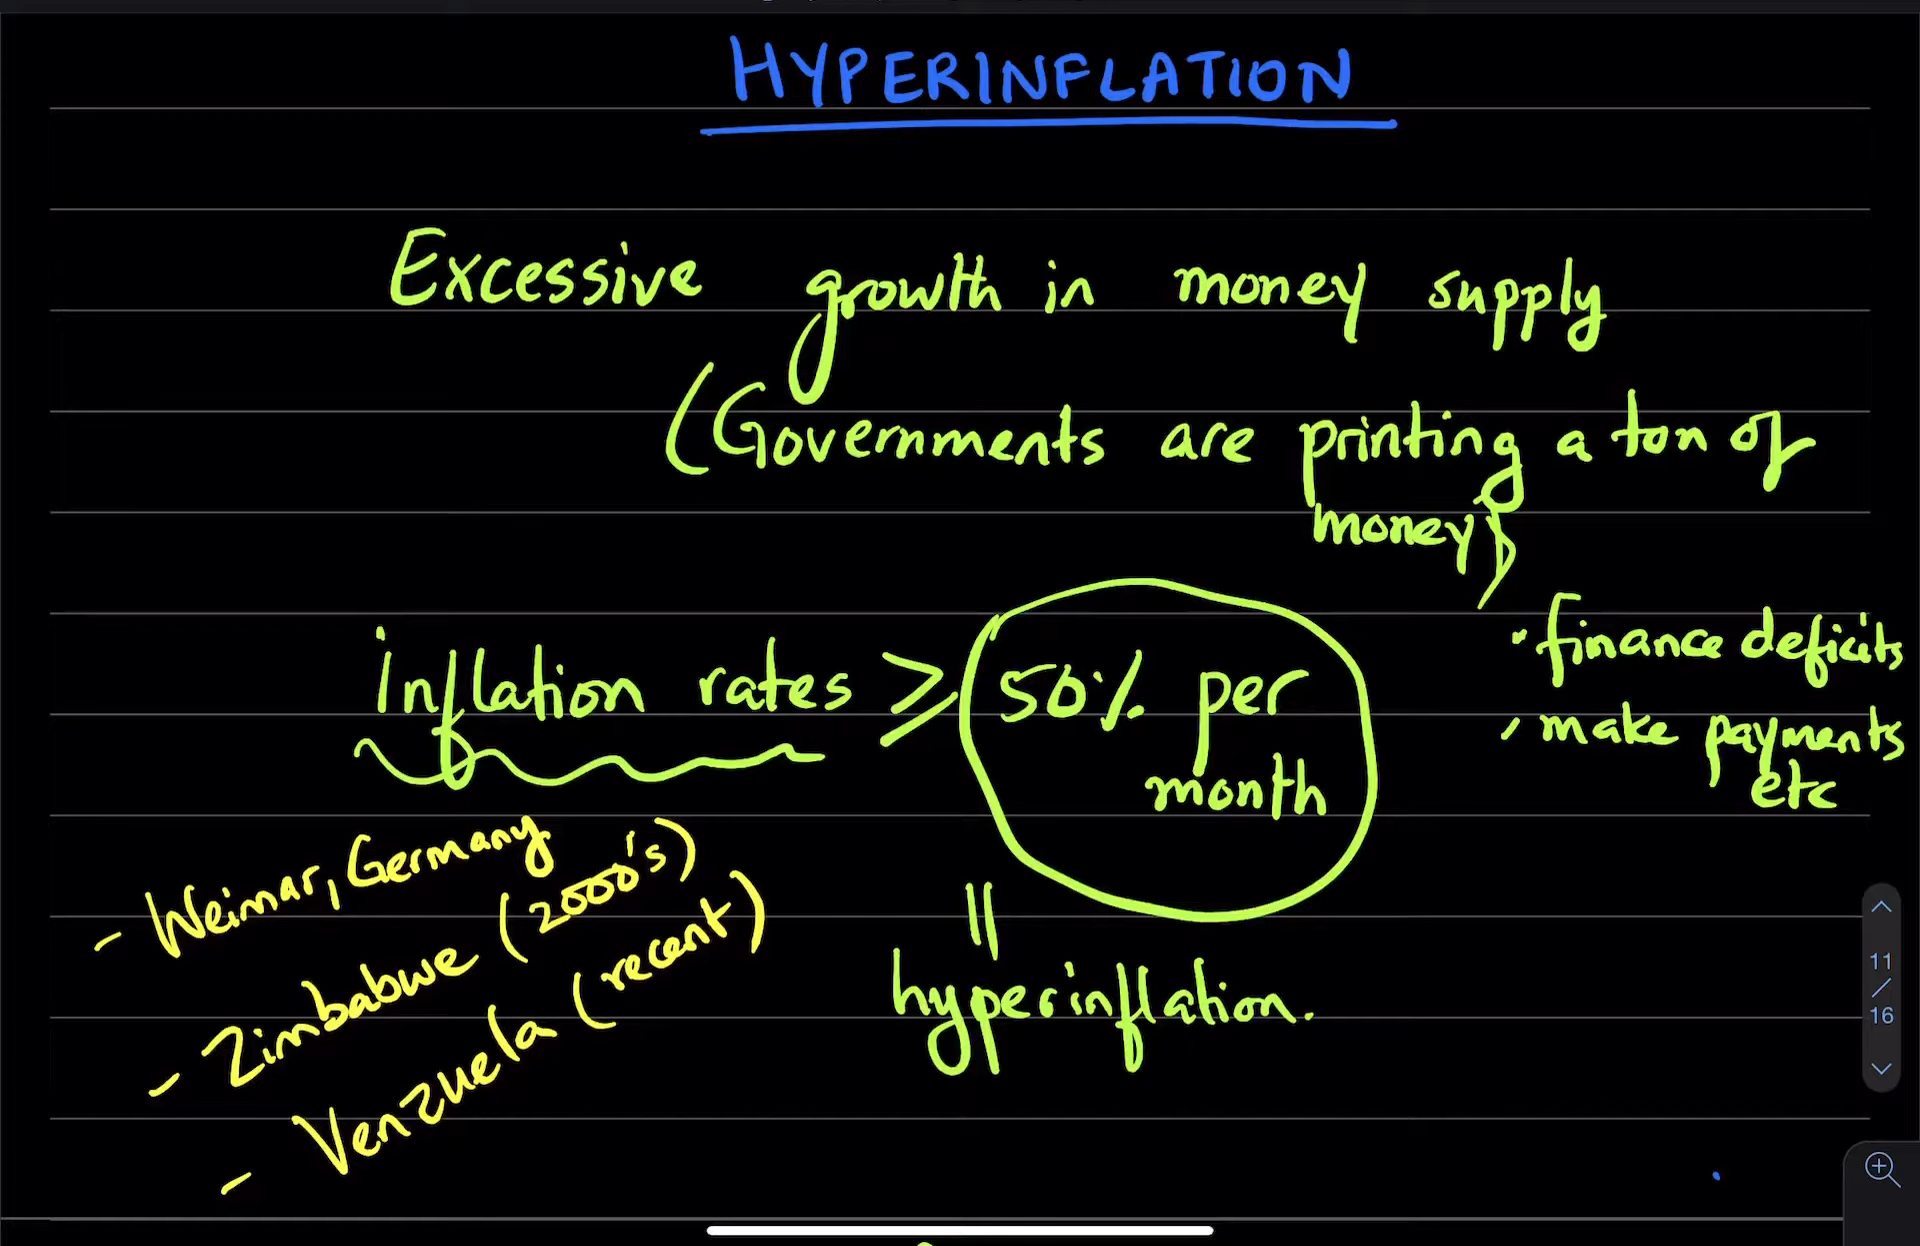 HYPERINFLATION
Excessive growth in money supply
(Governments are printing a ton of
money)
• finance deficits
• make payments
etc
Inflation rates ≥ 50% per
month
=
hyperinflation.
- Weimar, Germany
- Zimbabwe (2000's)
- Venzuela (recent)
11
/
16